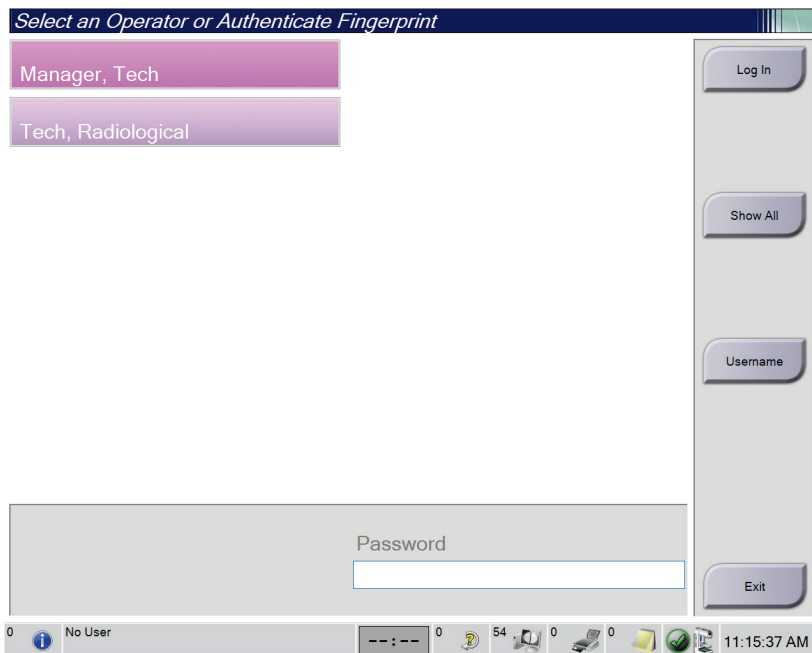 Select an Operator or Authenticate Fingerprint
Manager, Tech
Log In
Tech, Radiological
Show All
Username
Password
Exit
0 No User --:-- 0 54 0 0 11:15:37 AM